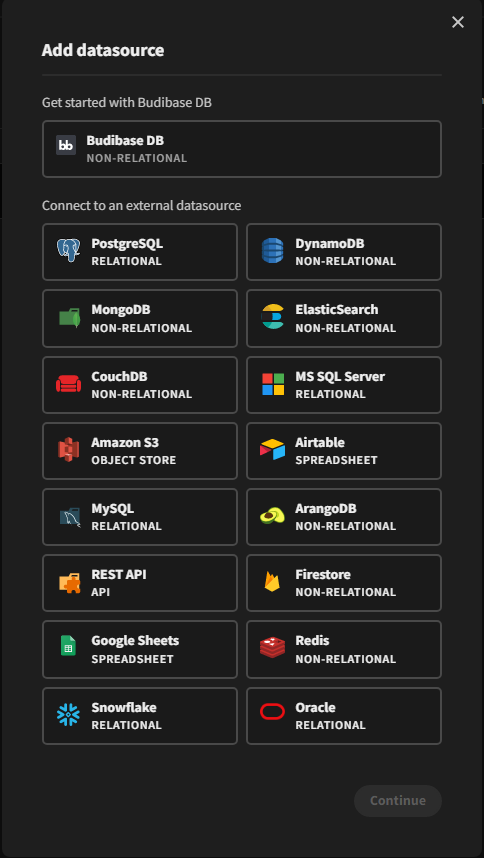 Add datasource
Get started with Budibase DB
bb
Budibase DB
NON-RELATIONAL
Connect to an external datasource
PostgreSQL
RELATIONAL
DynamoDB
NON-RELATIONAL
MongoDB
NON-RELATIONAL
ElasticSearch
NON-RELATIONAL
CouchDB
NON-RELATIONAL
MS SQL Server
RELATIONAL
Amazon S3
OBJECT STORE
Airtable
SPREADSHEET
MySQL
RELATIONAL
ArangoDB
NON-RELATIONAL
REST API
API
Firestore
NON-RELATIONAL
Google Sheets
SPREADSHEET
Redis
NON-RELATIONAL
Snowflake
RELATIONAL
Oracle
RELATIONAL
Continue